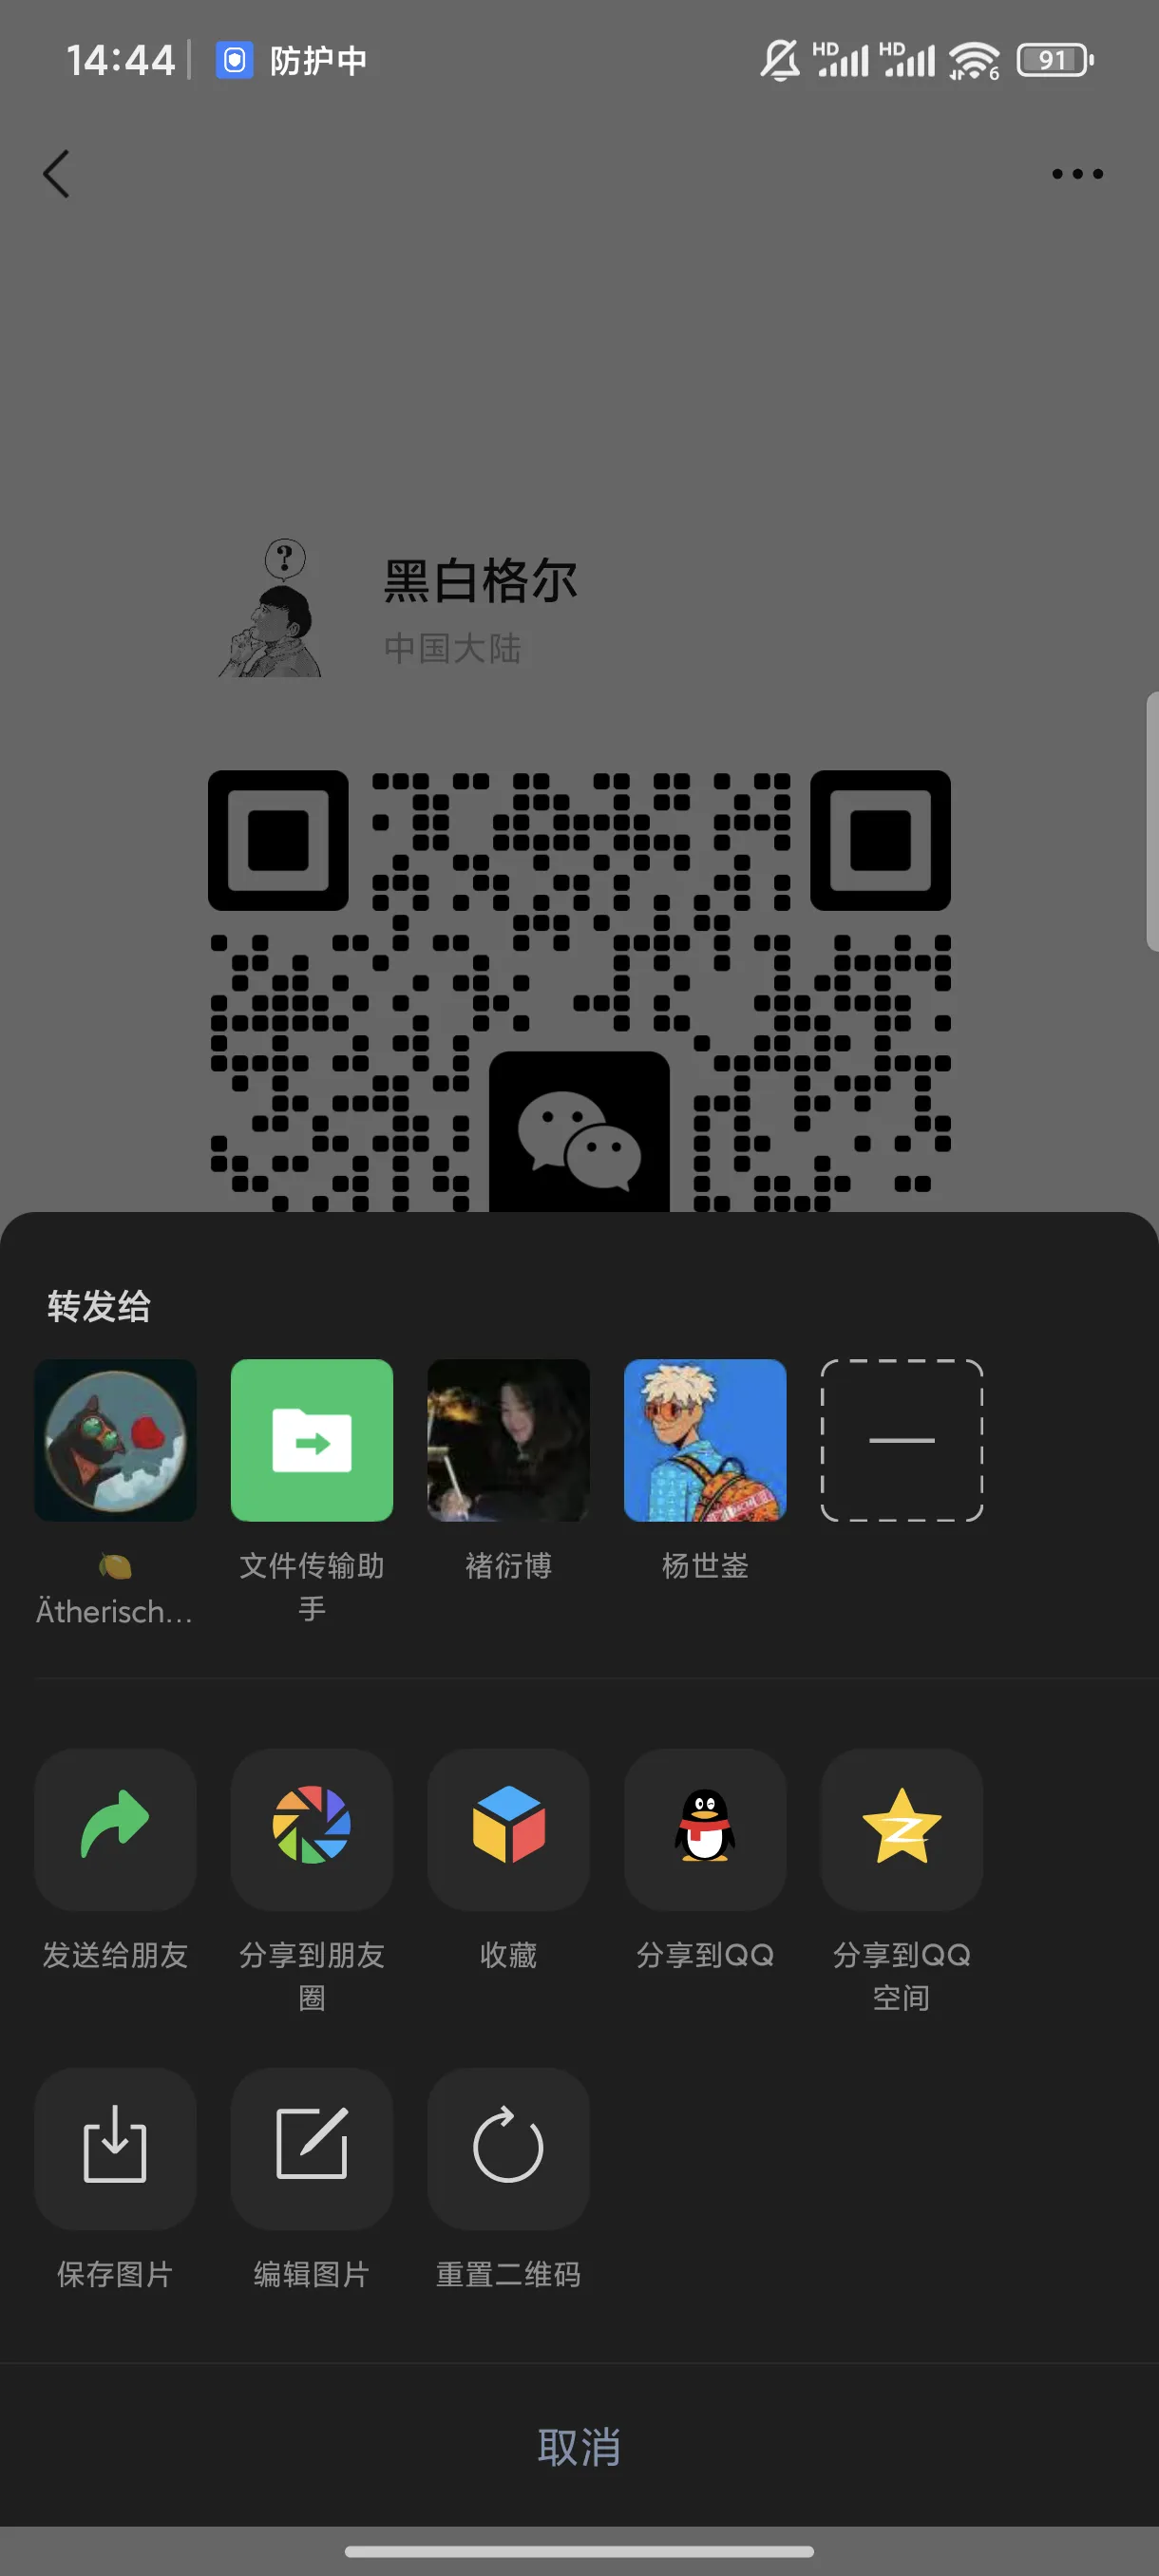 14:44 防护中 HD HD 6 91
?
黑白格尔
中国大陆
转发给
Ätherisch...
文件传输助
手
褚衍博
杨世崟
发送给朋友
分享到朋友
圈
收藏
分享到QQ
分享到QQ
空间
保存图片
编辑图片
重置二维码
取消